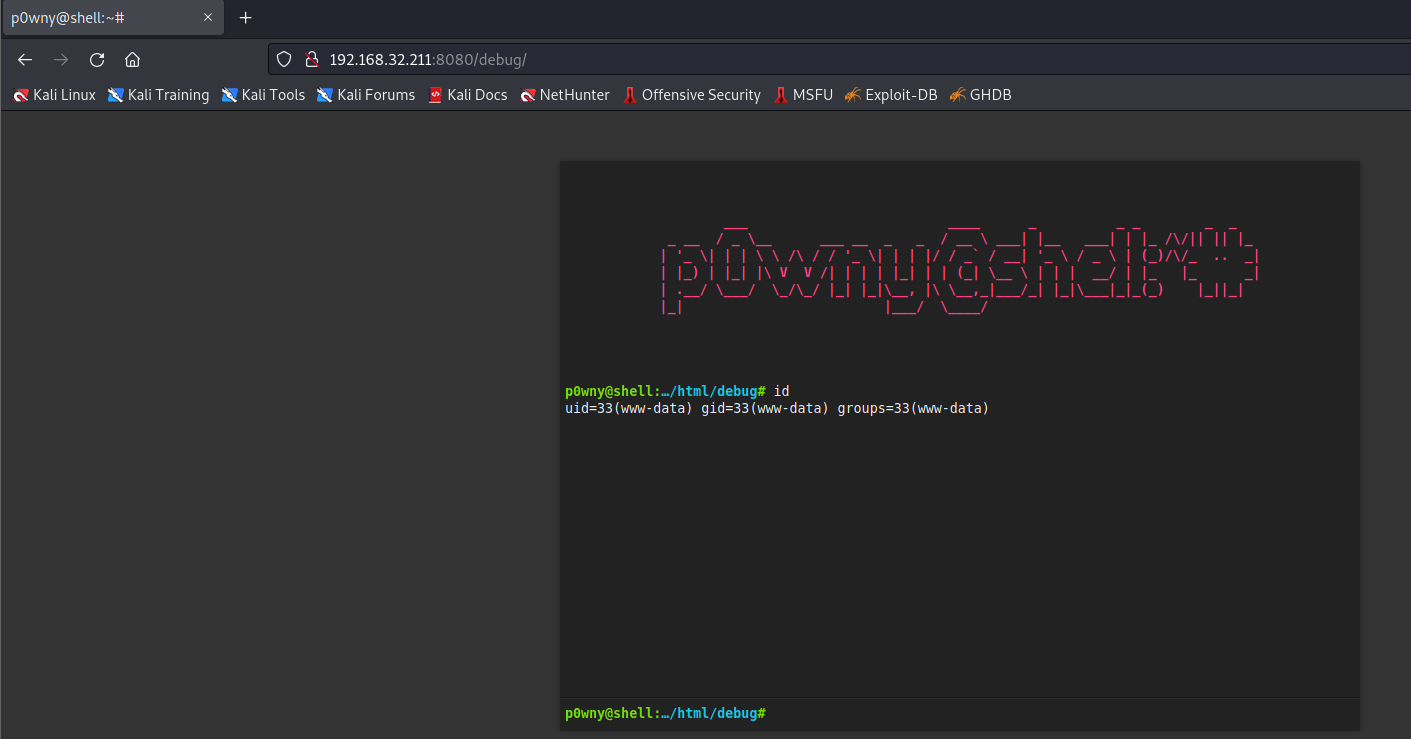 p0wny@shell:~#
192.168.32.211:8080/debug/
Kali Linux Kali Training Kali Tools Kali Forums Kali Docs NetHunter Offensive Security MSFU Exploit-DB GHDB
p0wny@shell:~#
p0wny@shell:…/html/debug# id
uid=33(www-data) gid=33(www-data) groups=33(www-data)
p0wny@shell:…/html/debug#